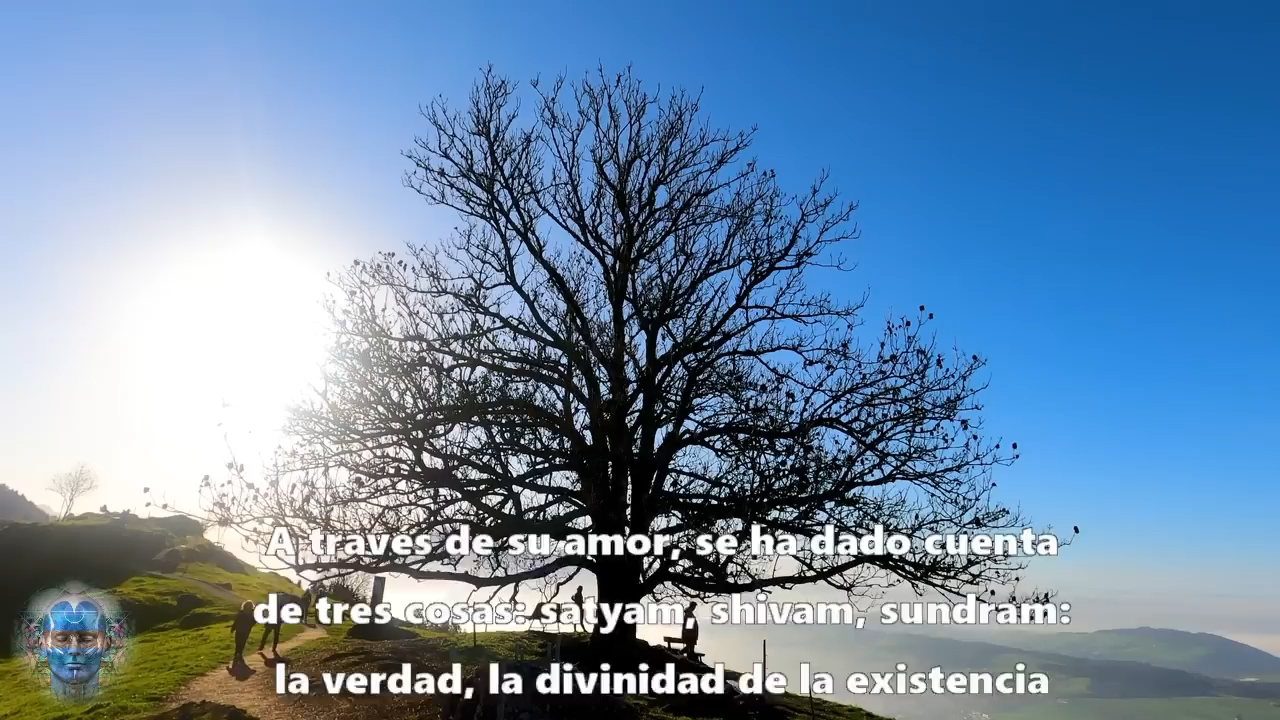 A través de su amor, se ha dado cuenta
de tres cosas: satyam, shivam, sundram:
la verdad, la divinidad de la existencia